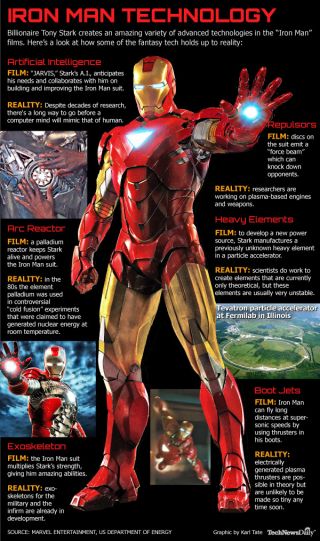 IRON MAN TECHNOLOGY
Billionaire Tony Stark creates an amazing variety of advanced technologies in the "Iron Man"
films. Here's a look at how some of the fantasy tech holds up to reality:
Artificial Intelligence
FILM: "JARVIS," Stark's A.I., anticipates
his needs and collaborates with him on
building and improving the Iron Man suit.
REALITY: Despite decades of research,
there's a long way to go before a
computer mind will mimic that of human.
Repulsors
FILM: discs on
the suit emit a
"force beam"
which can
knock down
opponents.
REALITY: researchers are
working on plasma-based engines
and weapons.
Arc Reactor
FILM: a palladium
reactor keeps Stark
alive and powers
the Iron Man suit.
REALITY: in the
80s the element
palladium was used
in controversial
"cold fusion" experiments
that were claimed to have
generated nuclear energy at
room temperature.
Heavy Elements
FILM: to develop a new power
source, Stark manufactures a
previously unknown heavy element
in a particle accelerator.
REALITY: scientists do work to
create elements that are currently
only theoretical, but these
elements are usually very unstable.
Tevatron particle accelerator
at Fermilab in Illinois
Exoskeleton
FILM: the Iron Man suit
multiplies Stark's strength,
giving him amazing abilities.
REALITY: exo-
skeletons for the
military and the
infirm are already in
development.
Boot Jets
FILM: Iron Man
can fly long
distances at super-
sonic speeds by
using thrusters in
his boots.
REALITY:
electrically
generated plasma
thrusters are pos-
sible in theory but
are unlikely to be
made so tiny any
time soon.
SOURCE: MARVEL ENTERTAINMENT, US DEPARTMENT OF ENERGY
Graphic by Karl Tate
TechNewsDaily